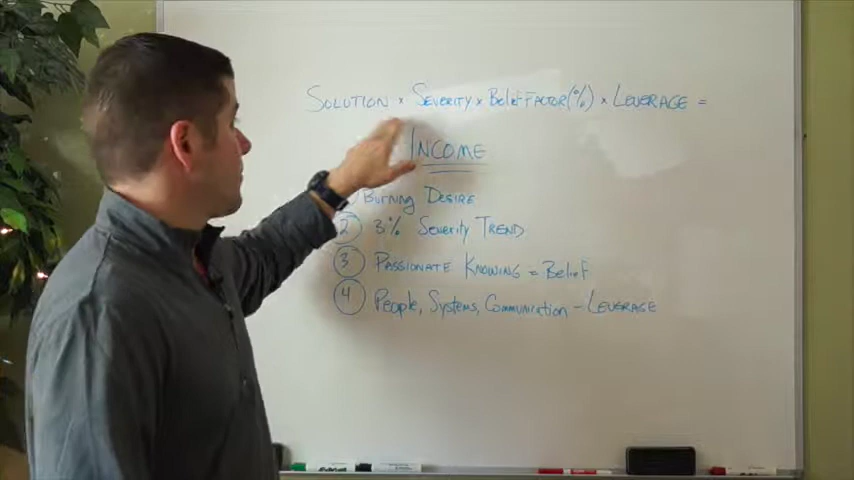 SOLUTION × SEVERITY × BELIEF FACTOR (%) × LEVERAGE =
INCOME
BURNING DESIRE
2 3% SEVERITY TREND
3 PASSIONATE KNOWING = BELIEF
4 PEOPLE, SYSTEMS, COMMUNICATION - LEVERAGE